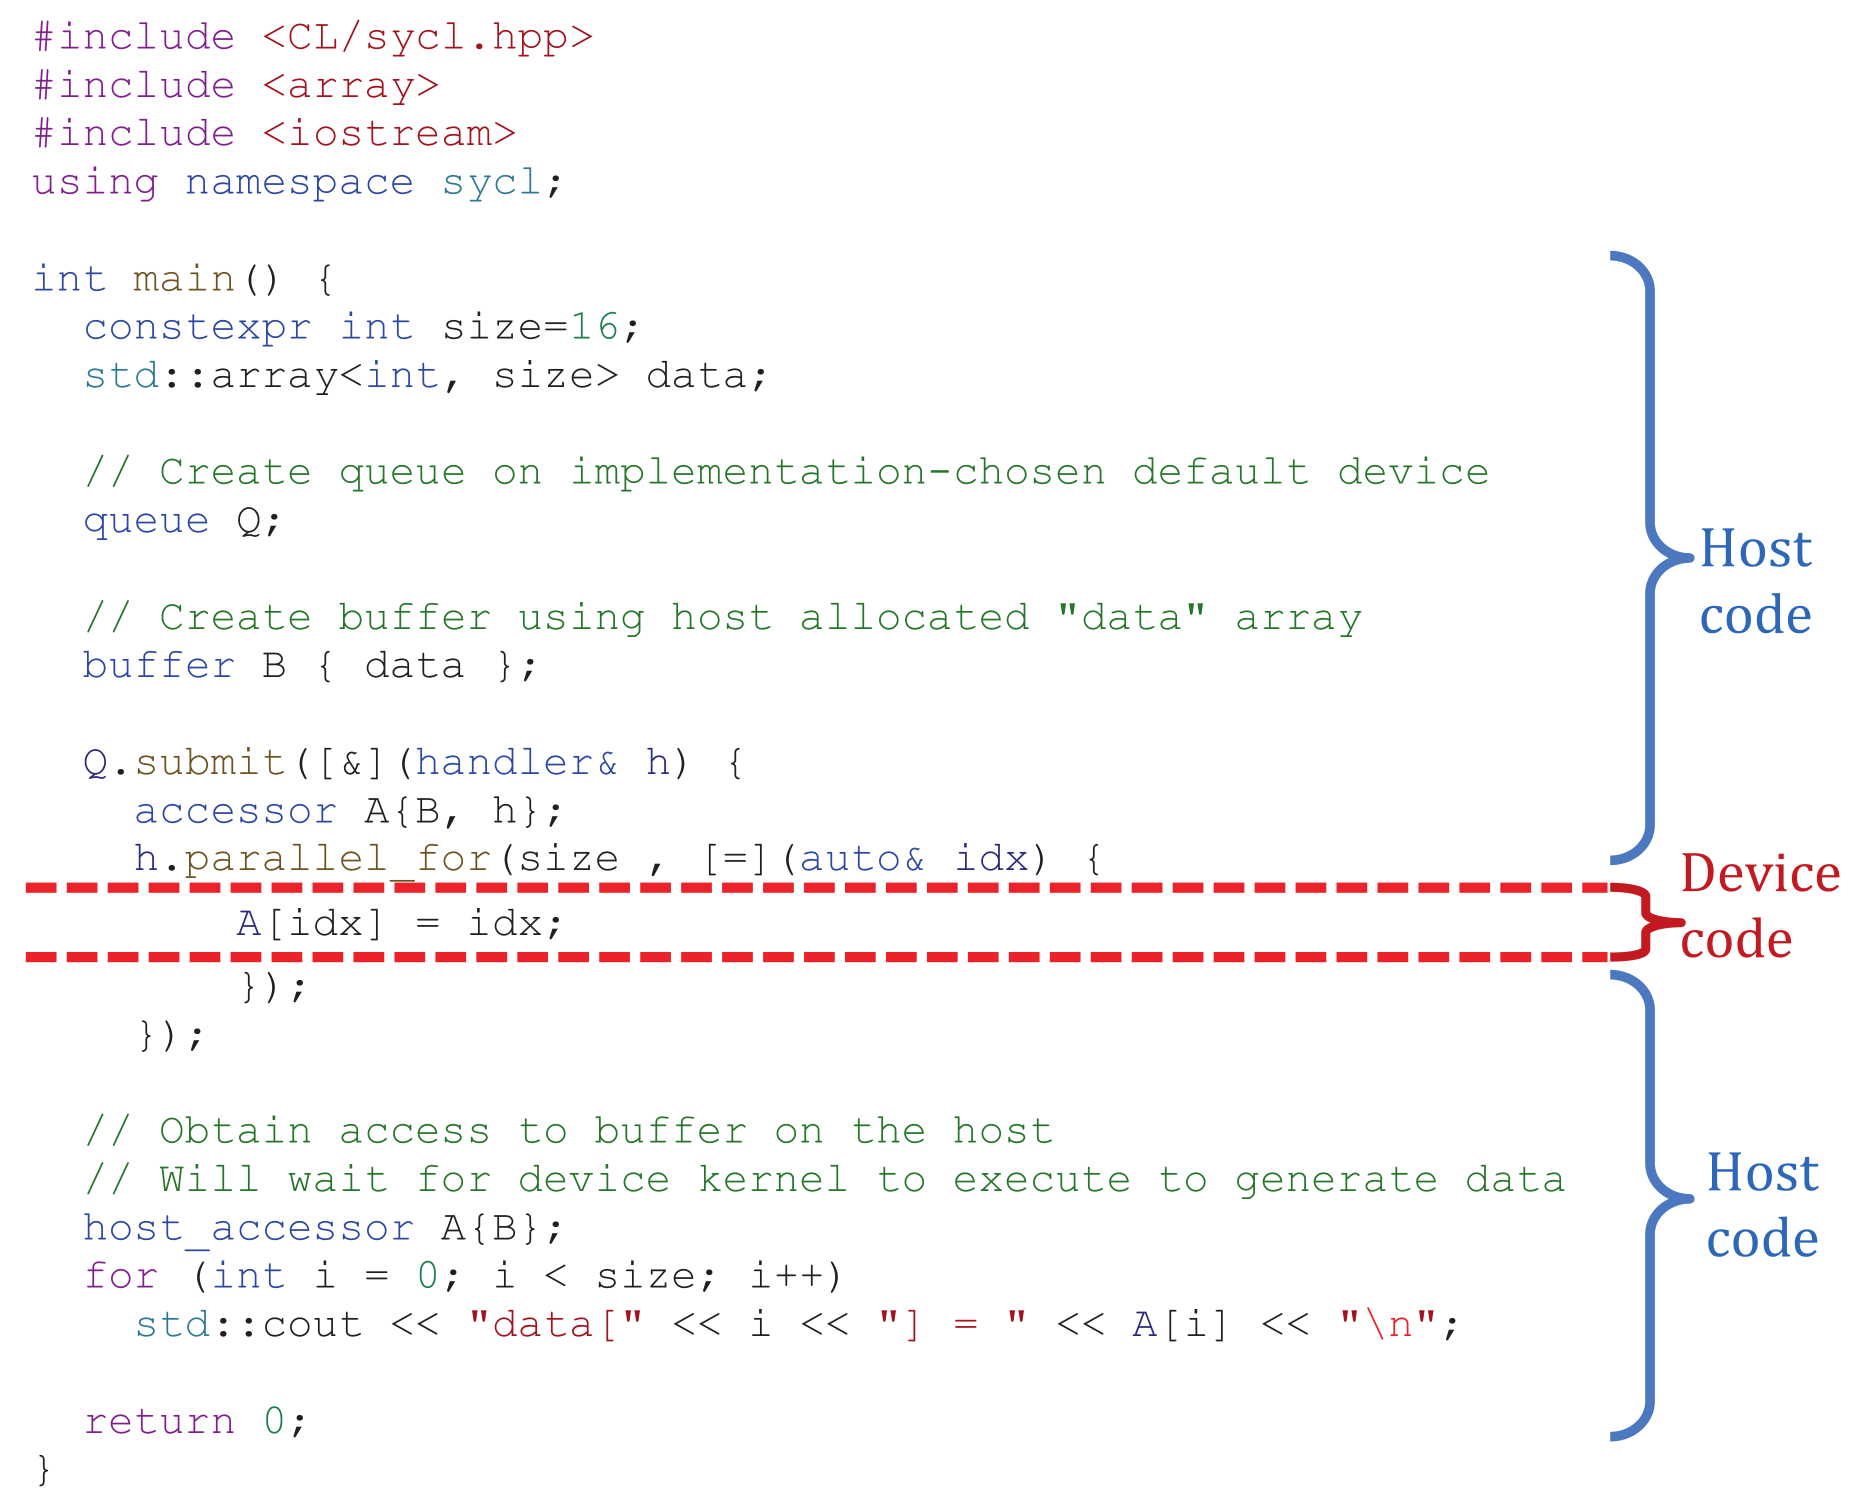 #include <CL/sycl.hpp>
#include <array>
#include <iostream>
using namespace sycl;

int main() {
  constexpr int size=16;
  std::array<int, size> data;

  // Create queue on implementation-chosen default device
  queue Q;

  // Create buffer using host allocated "data" array
  buffer B { data };

  Q.submit([&](handler& h) {
    accessor A{B, h};
    h.parallel_for(size , [=](auto& idx) {
        A[idx] = idx;
        });
    });

  // Obtain access to buffer on the host
  // Will wait for device kernel to execute to generate data
  host_accessor A{B};
  for (int i = 0; i < size; i++)
    std::cout << "data[" << i << "] = " << A[i] << "\n";

  return 0;
}
Host
code
Device
code
Host
code